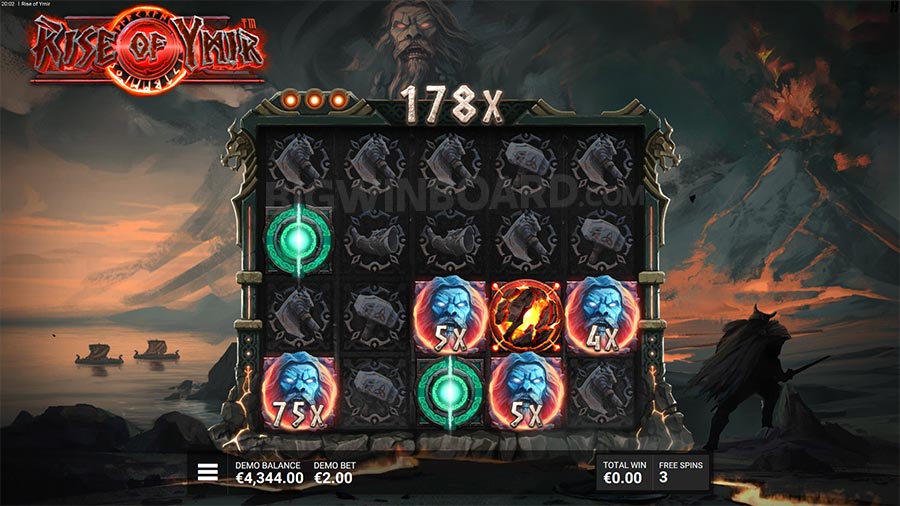 20:02 | Rise of Ymir
RISE OF YMIR™
178X
BIGWINBOARD.COM
5X
4X
75X
5X
DEMO BALANCE
€4,344.00
DEMO BET
€2.00
TOTAL WIN
€0.00
FREE SPINS
3